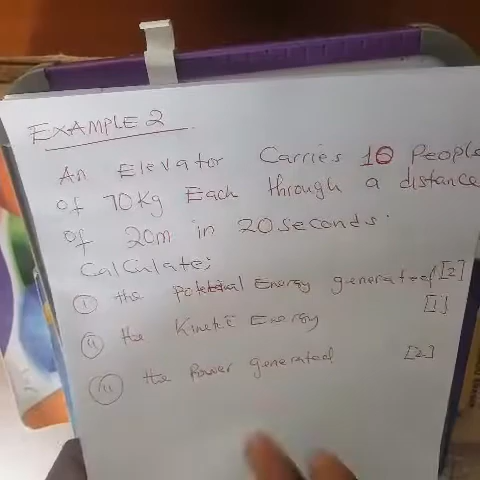 EXAMPLE 2
An Elevator Carries 10 People
of 70kg Each through a distance
of 20m in 20seconds.
Calculate;
(i) the potential Energy generated [2]
(ii) the Kinetic Energy [1]
(iii) the Power generated [2]